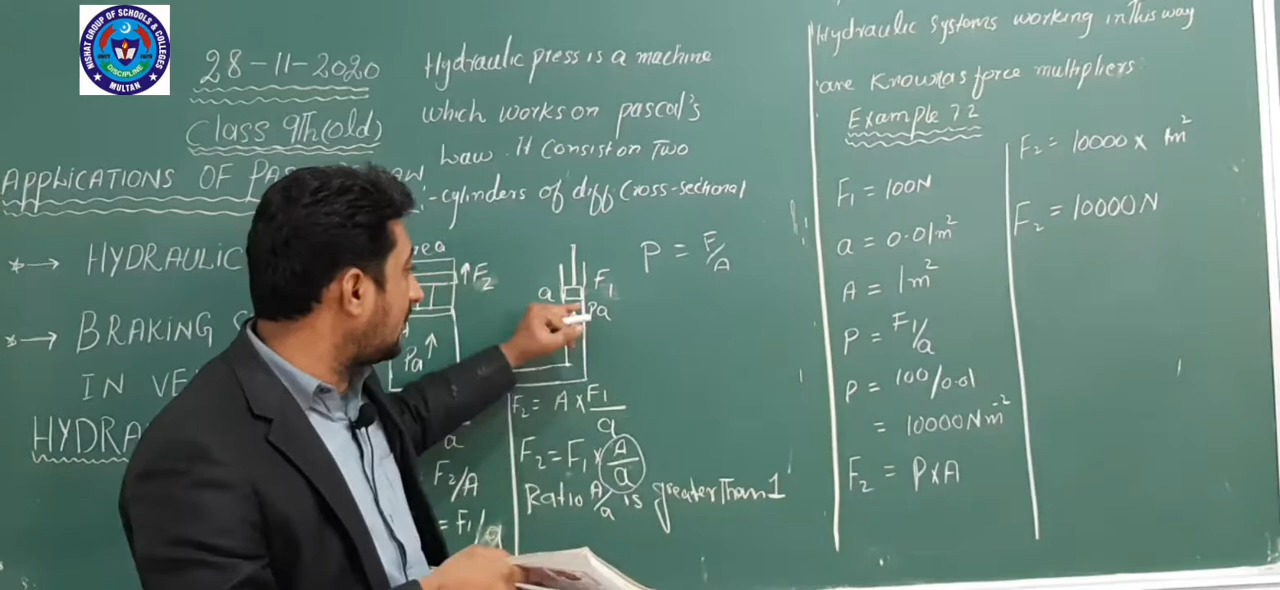 NISHAT GROUP OF SCHOOLS & COLLEGES
DISCIPLINE
MULTAN
28-11-2020
Class 9Th(old)
APPLICATIONS OF
HYDRAULIC
BRAKING
IN
Hydraulic press is a machine
which works on pascal's
Law. It consist on Two
cylinders of diff cross-sectional
area
↑F₂
Pa↑
a
F₁
Pa
P = F/A
a
F₂/A
= F₁/a
F₂ = A × F₁/a
F₂ = F₁ × A/a
Ratio A/a is greater Than 1
Hydraulic systems working in this way
are Known as force multipliers
Example 7.2
F₁ = 100N
a = 0.01m²
A = 1m²
P = F₁/a
P = 100/0.01
= 10000Nm⁻²
F₂ = P×A
F₂ = 10000 × 1m²
F₂ = 10000N